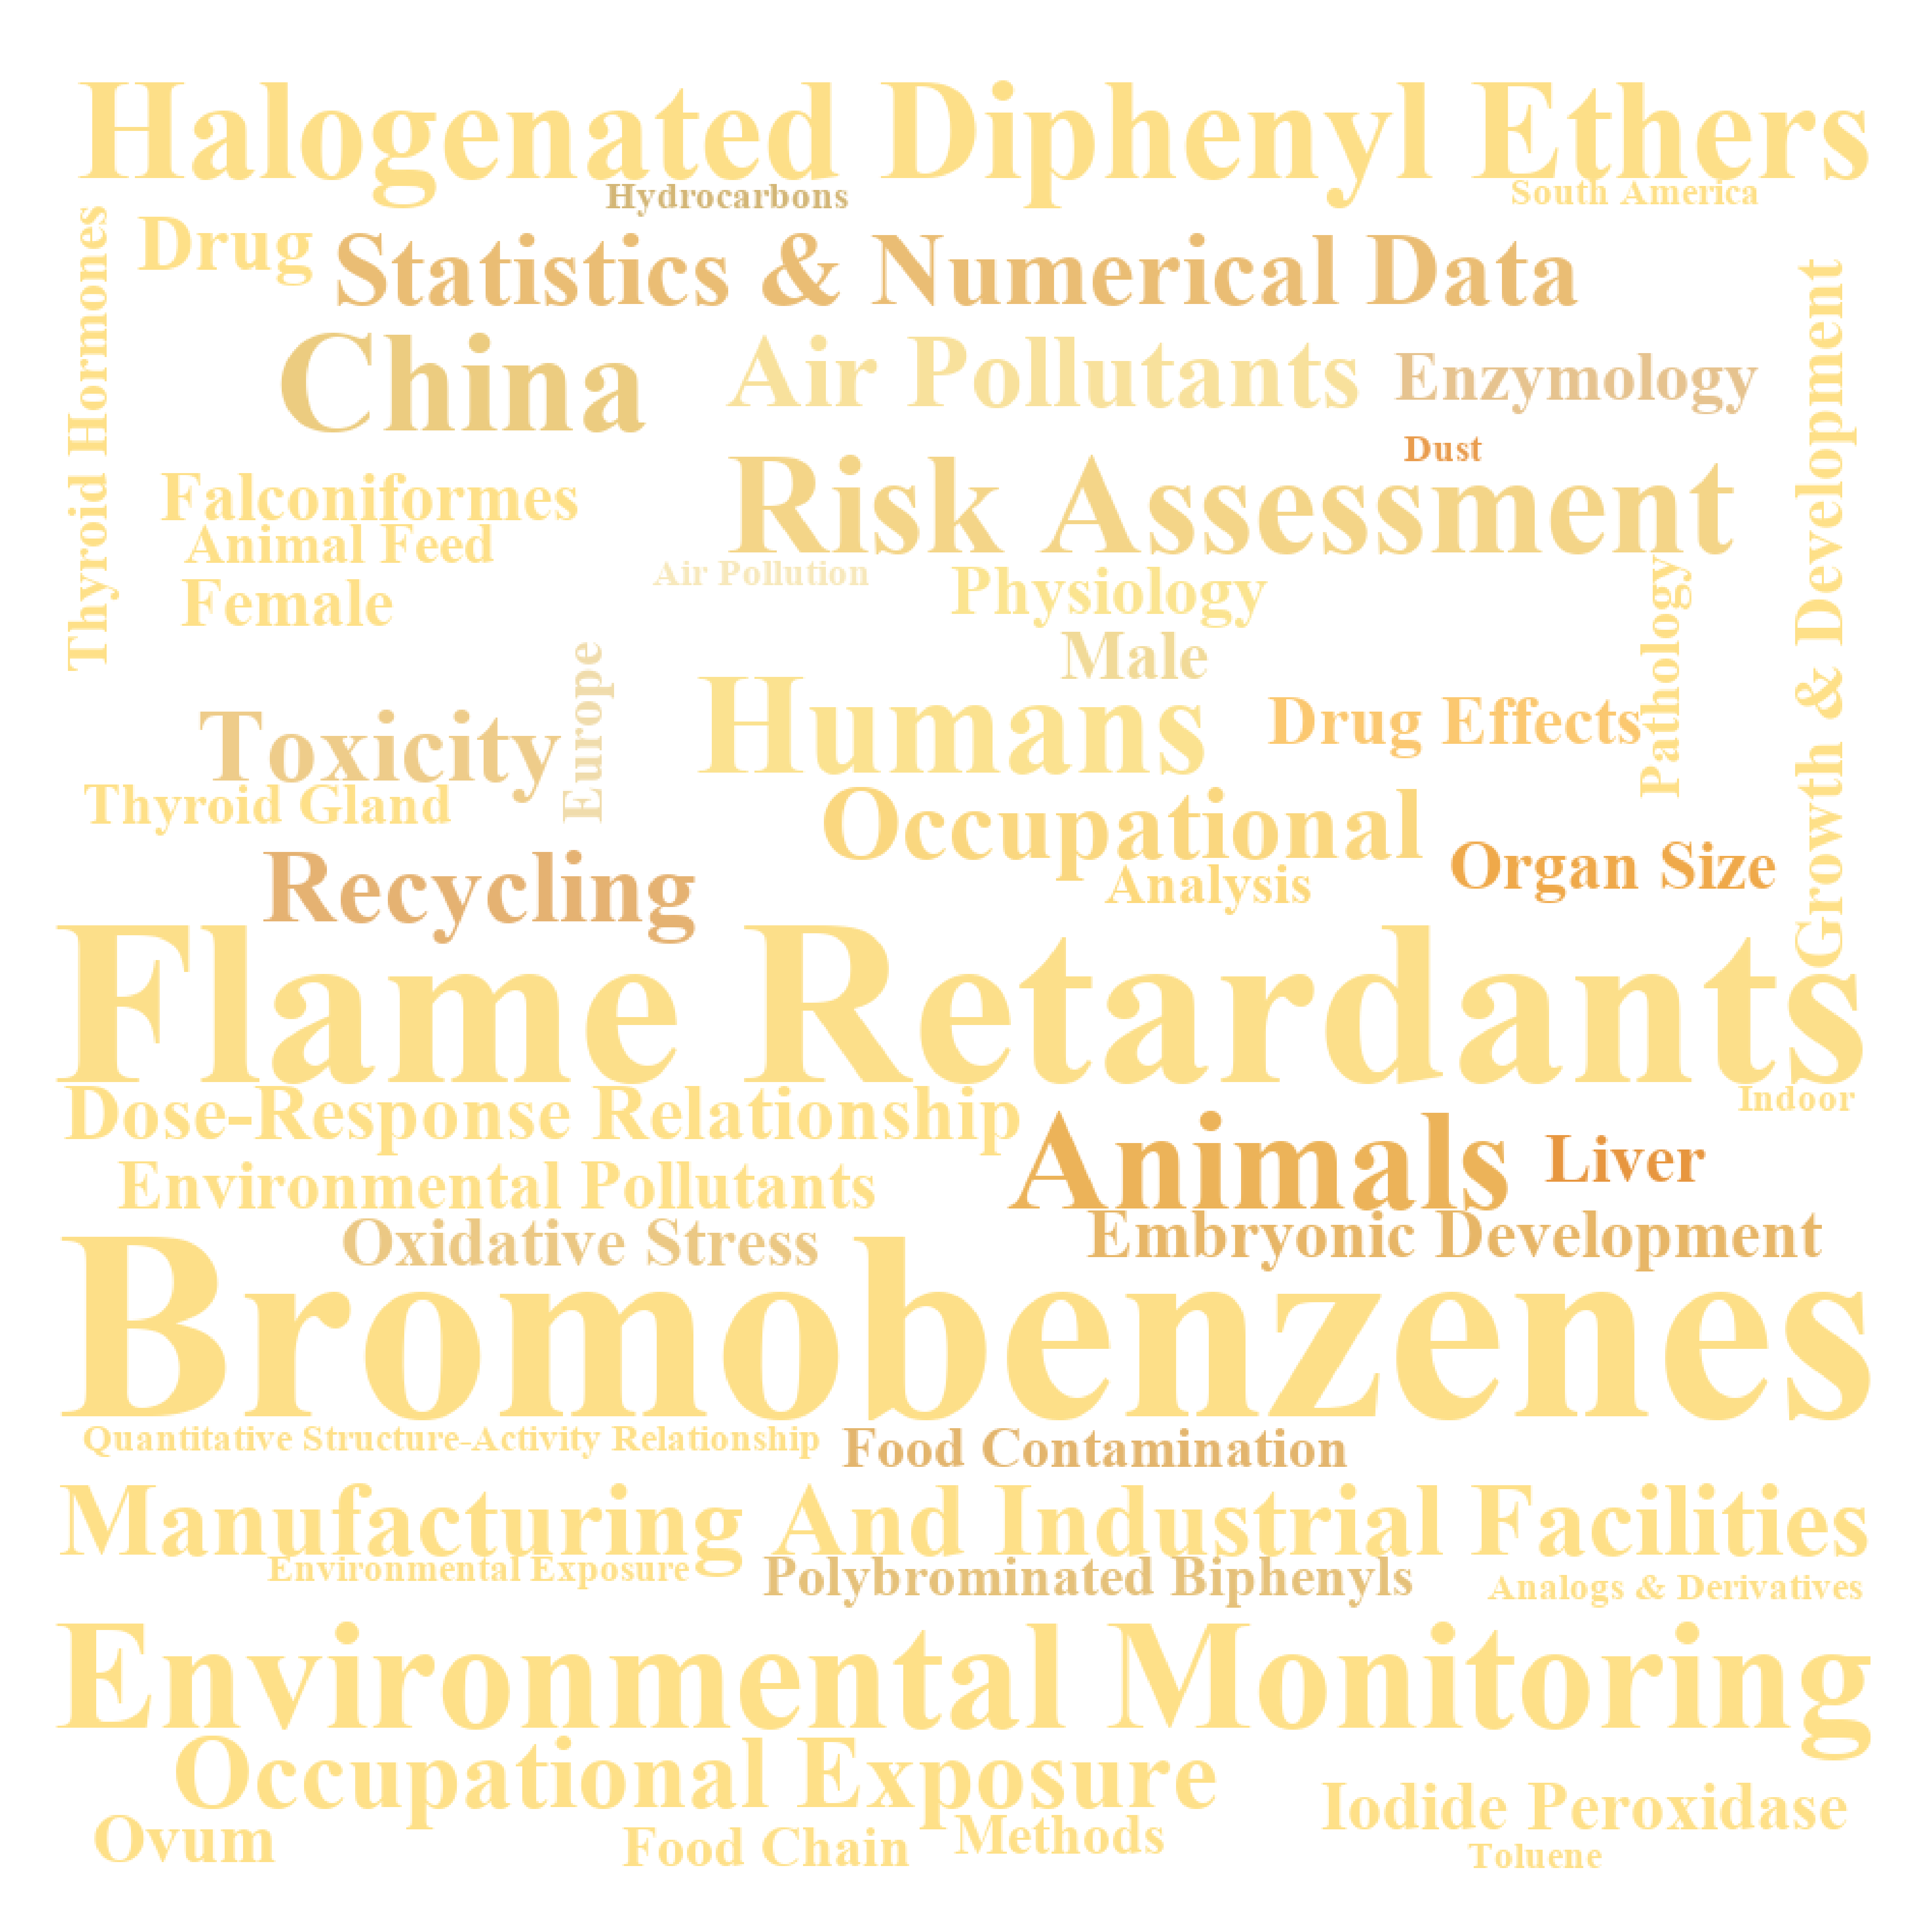 Halogenated Diphenyl Ethers
Hydrocarbons
South America
Thyroid Hormones
Drug
Statistics & Numerical Data
Growth & Development
China
Air Pollutants
Enzymology
Dust
Falconiformes
Risk Assessment
Animal Feed
Air Pollution
Physiology
Pathology
Female
Male
Europe
Humans
Drug Effects
Toxicity
Thyroid Gland
Occupational
Recycling
Analysis
Organ Size
Flame Retardants
Dose-Response Relationship
Indoor
Animals
Liver
Environmental Pollutants
Oxidative Stress
Embryonic Development
Bromobenzenes
Quantitative Structure-Activity Relationship
Food Contamination
Manufacturing And Industrial Facilities
Environmental Exposure
Polybrominated Biphenyls
Analogs & Derivatives
Environmental Monitoring
Occupational Exposure
Iodide Peroxidase
Ovum
Food Chain
Methods
Toluene